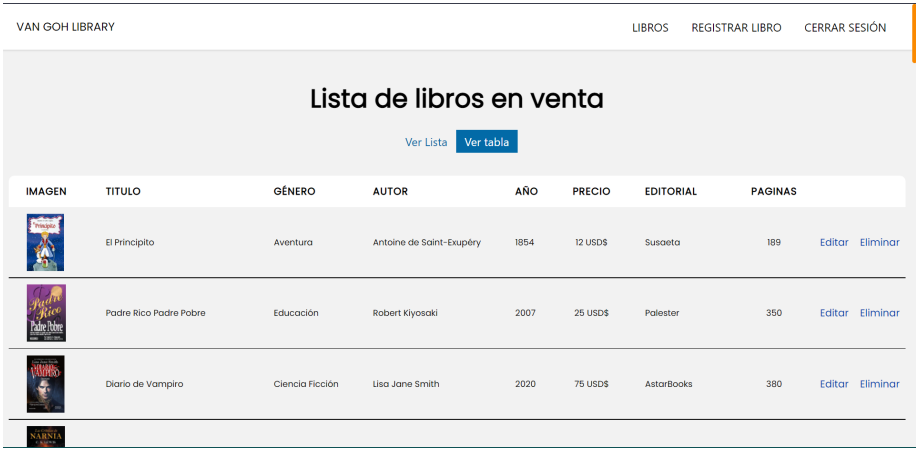 VAN GOH LIBRARY LIBROS REGISTRAR LIBRO CERRAR SESIÓN
Lista de libros en venta
Ver Lista Ver tabla
IMAGEN TITULO GÉNERO AUTOR AÑO PRECIO EDITORIAL PAGINAS
Principito
El Principito Aventura Antoine de Saint-Exupéry 1854 12 USD$ Susaeta 189 Editar Eliminar
Padre
Rico
Padre Pobre
Padre Rico Padre Pobre Educación Robert Kiyosaki 2007 25 USD$ Palester 350 Editar Eliminar
Lisa Jane Smith
VAMPIRO
Diario de Vampiro Ciencia Ficción Lisa Jane Smith 2020 75 USD$ AstarBooks 380 Editar Eliminar
NARNIA